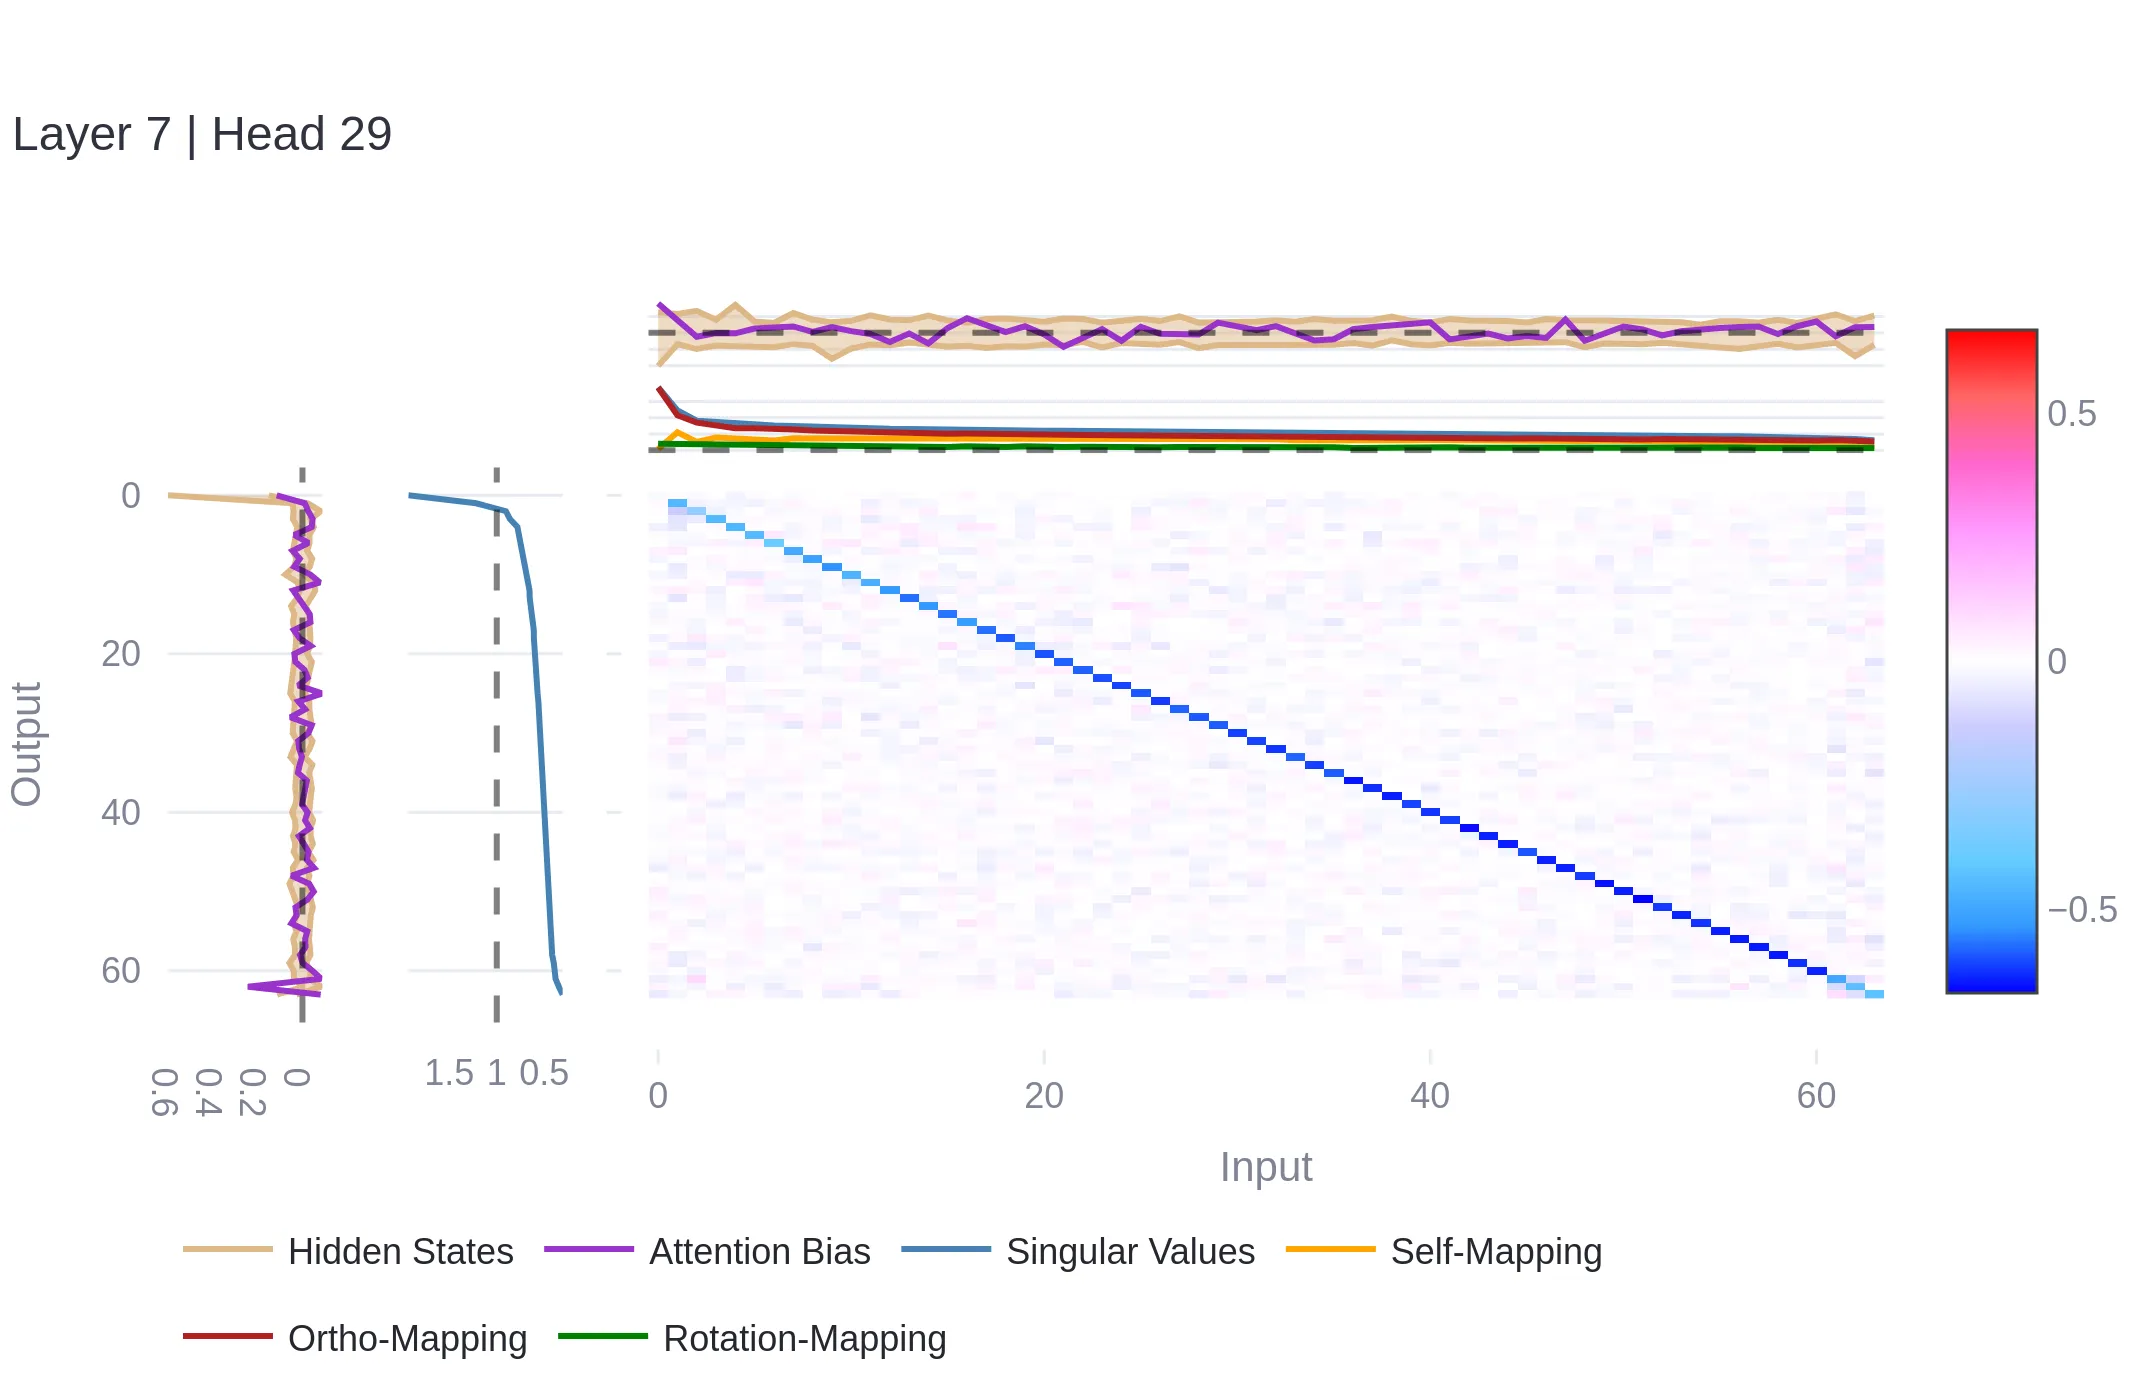 Layer 7 | Head 29
0
20
40
60
Output
0.6
0.4
0.2
0
1.5 1 0.5
0 20 40 60
Input
0.5
0
−0.5
Hidden States Attention Bias Singular Values Self-Mapping
Ortho-Mapping Rotation-Mapping